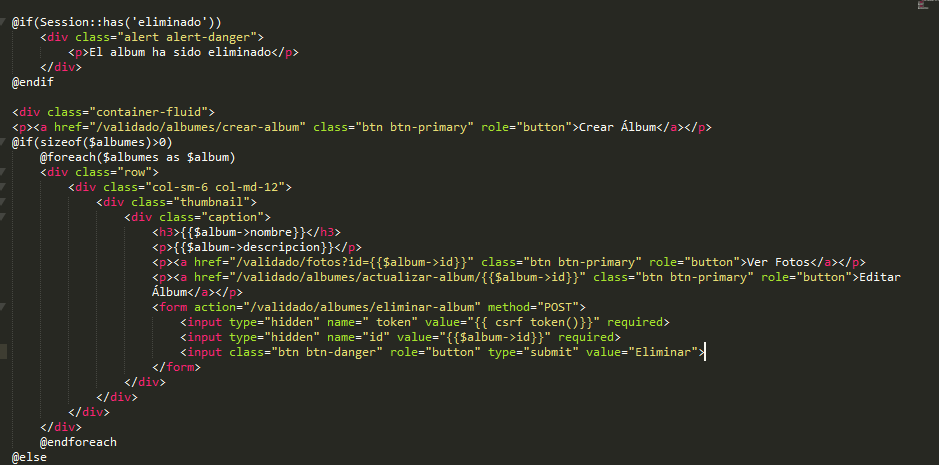 @if(Session::has('eliminado'))
<div class="alert alert-danger">
<p>El album ha sido eliminado</p>
</div>
@endif
<div class="container-fluid">
<p><a href="/validado/albumes/crear-album" class="btn btn-primary" role="button">Crear Álbum</a></p>
@if(sizeof($albumes)>0)
@foreach($albumes as $album)
<div class="row">
<div class="col-sm-6 col-md-12">
<div class="thumbnail">
<div class="caption">
<h3>{{$album->nombre}}</h3>
<p>{{$album->descripcion}}</p>
<p><a href="/validado/fotos?id={{$album->id}}" class="btn btn-primary" role="button">Ver Fotos</a></p>
<p><a href="/validado/albumes/actualizar-album/{{$album->id}}" class="btn btn-primary" role="button">Editar
Álbum</a></p>
<form action="/validado/albumes/eliminar-album" method="POST">
<input type="hidden" name="_token" value="{{ csrf_token()}}" required>
<input type="hidden" name="id" value="{{$album->id}}" required>
<input class="btn btn-danger" role="button" type="submit" value="Eliminar">
</form>
</div>
</div>
</div>
</div>
@endforeach
@else